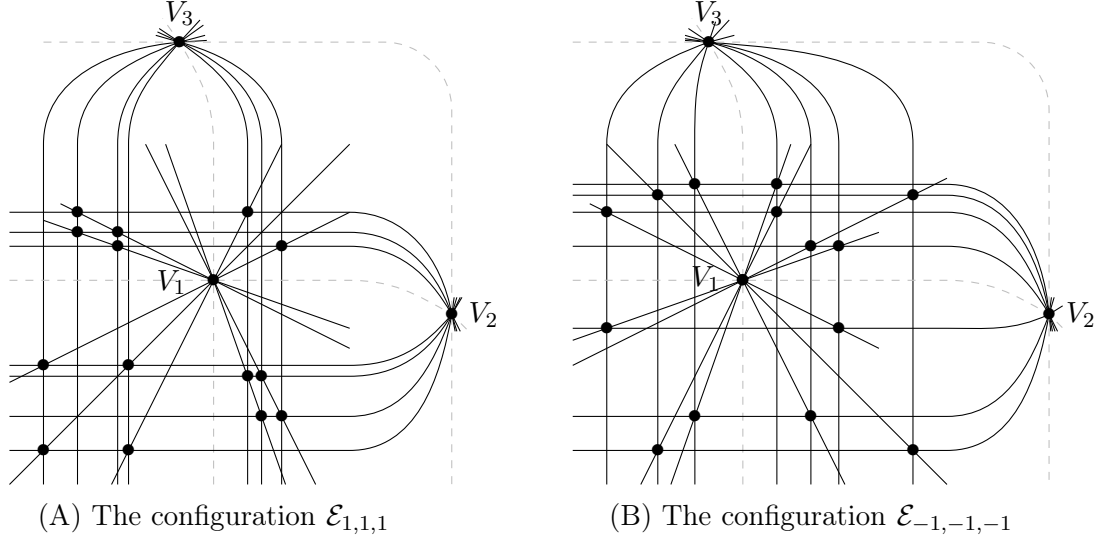 V₃ V₃
V₁ V₁
V₂ V₂
(A) The configuration ℰ₁,₁,₁ (B) The configuration ℰ₋₁,₋₁,₋₁